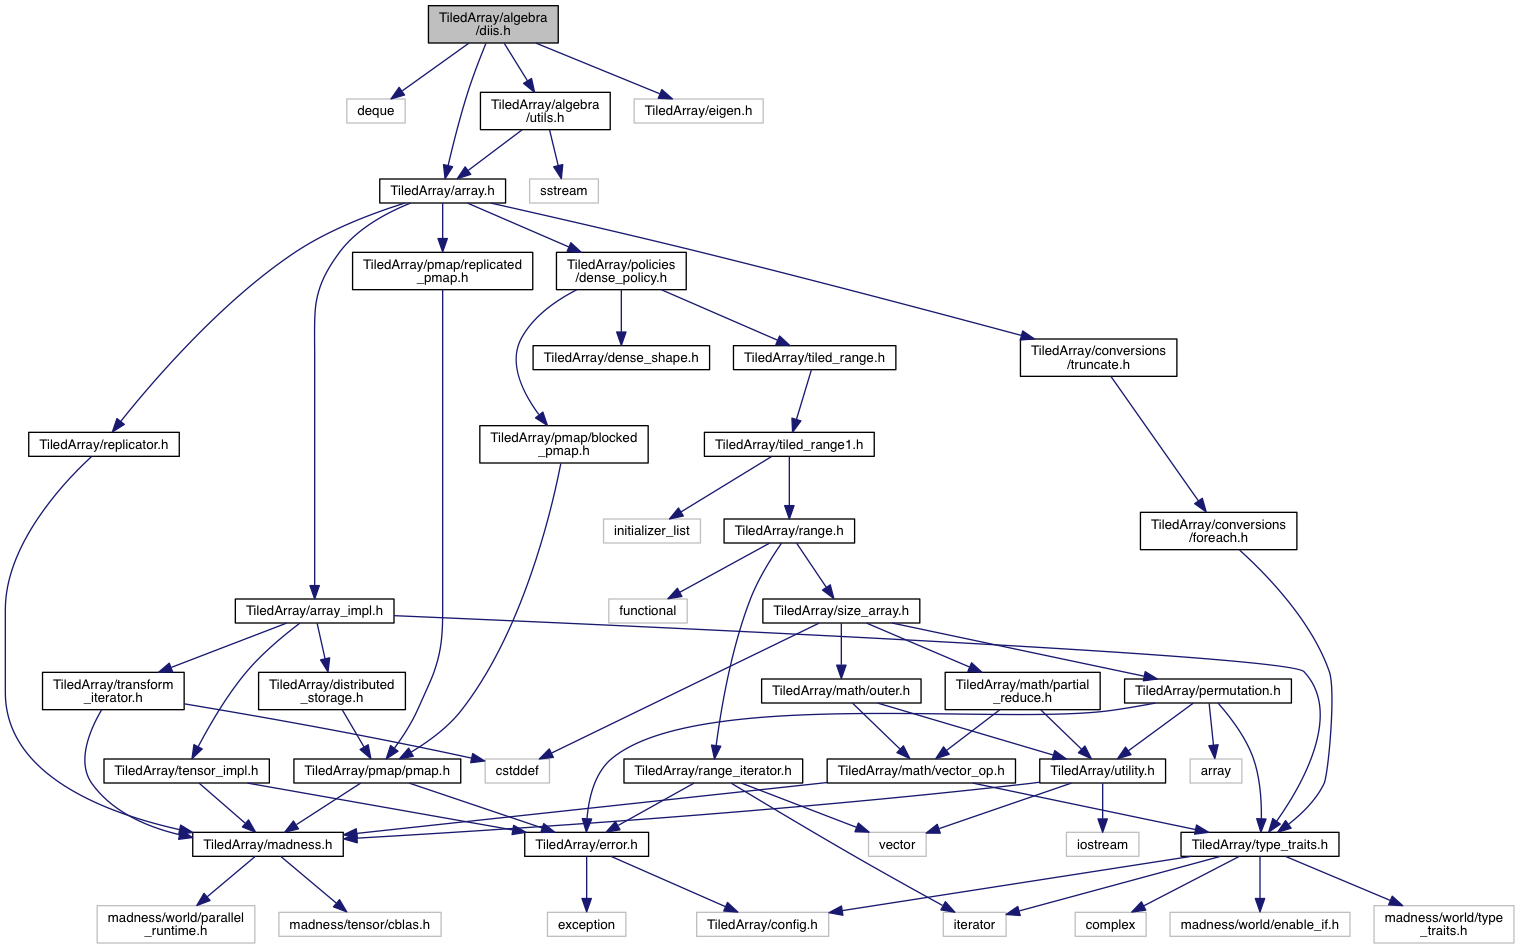 TiledArray/algebra
/diis.h
deque
TiledArray/algebra
/utils.h
TiledArray/eigen.h
TiledArray/array.h
sstream
TiledArray/pmap/replicated
_pmap.h
TiledArray/policies
/dense_policy.h
TiledArray/dense_shape.h
TiledArray/tiled_range.h
TiledArray/conversions
/truncate.h
TiledArray/replicator.h
TiledArray/pmap/blocked
_pmap.h
TiledArray/tiled_range1.h
initializer_list
TiledArray/range.h
TiledArray/conversions
/foreach.h
TiledArray/array_impl.h
functional
TiledArray/size_array.h
TiledArray/transform
_iterator.h
TiledArray/distributed
_storage.h
TiledArray/math/outer.h
TiledArray/math/partial
_reduce.h
TiledArray/permutation.h
TiledArray/tensor_impl.h
TiledArray/pmap/pmap.h
cstddef
TiledArray/range_iterator.h
TiledArray/math/vector_op.h
TiledArray/utility.h
array
TiledArray/madness.h
TiledArray/error.h
vector
iostream
TiledArray/type_traits.h
madness/world/parallel
_runtime.h
madness/tensor/cblas.h
exception
TiledArray/config.h
iterator
complex
madness/world/enable_if.h
madness/world/type
_traits.h